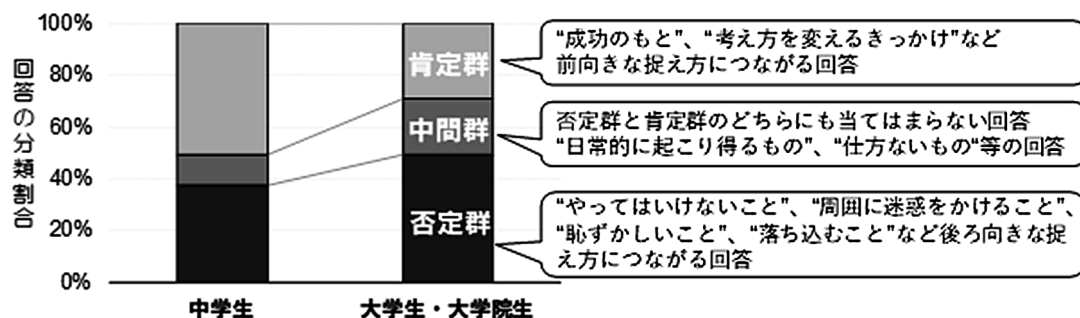 100%
80%
60%
40%
20%
0%
回答の分類割合
中学生
大学生・大学院生
肯定群
中間群
否定群
“成功のもと”、“考え方を変えるきっかけ”など
前向きな捉え方につながる回答
否定群と肯定群のどちらにも当てはまらない回答
“日常的に起こり得るもの”、“仕方ないもの“等の回答
“やってはいけないこと”、“周囲に迷惑をかけること”、
“恥ずかしいこと”、“落ち込むこと”など後ろ向きな捉
え方につながる回答